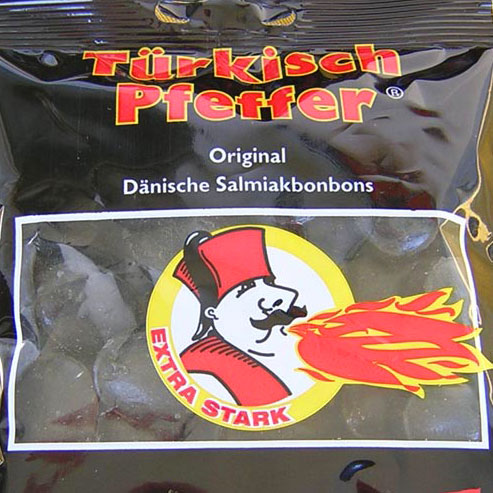 Türkisch
Pfeffer®
Original
Dänische Salmiakbonbons
EXTRA STARK